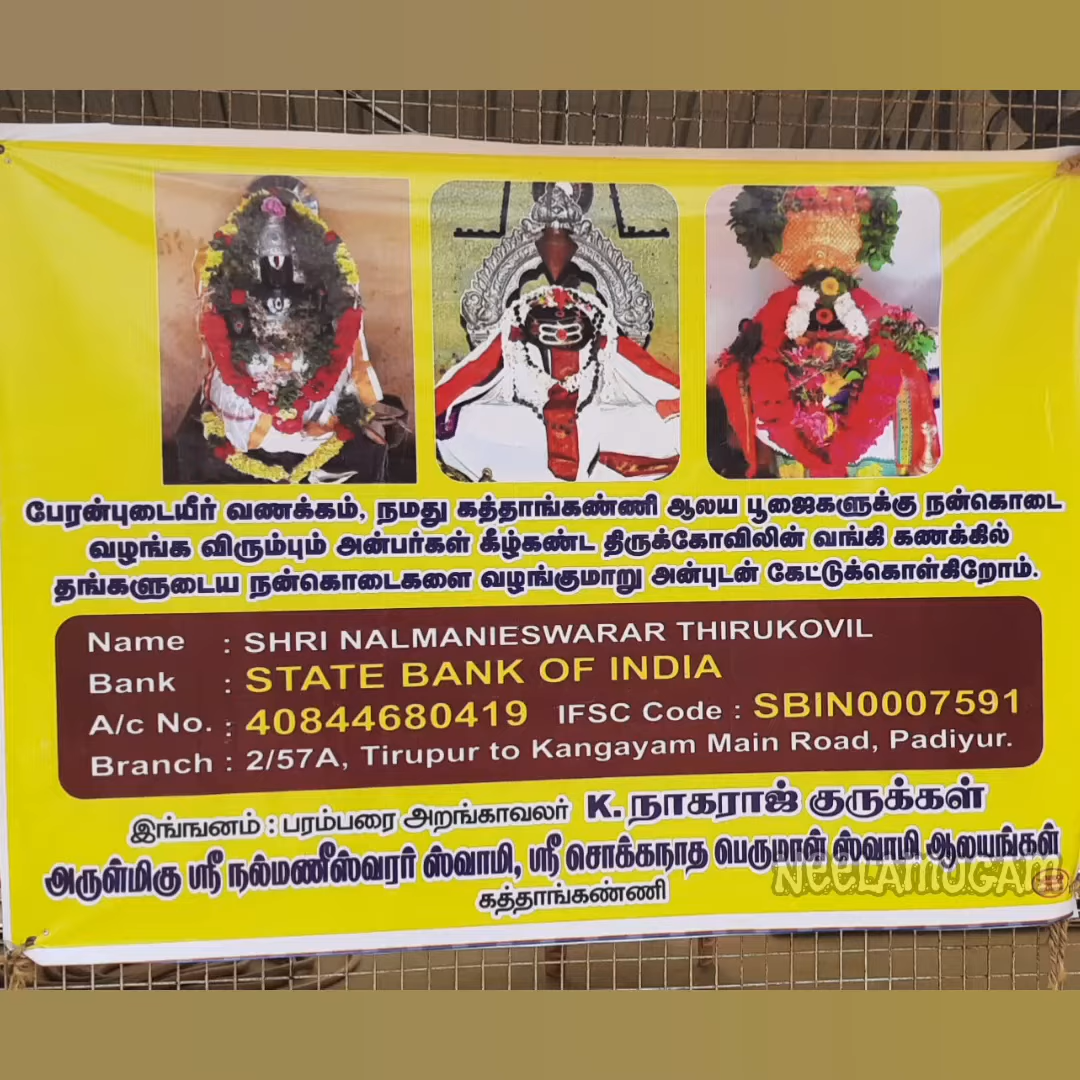 பேரன்புடையீர் வணக்கம், நமது கத்தாங்கண்ணி ஆலய பூஜைகளுக்கு நன்கொடை
வழங்க விரும்பும் அன்பர்கள் கீழ்கண்ட திருக்கோவிலின் வங்கி கணக்கில்
தங்களுடைய நன்கொடைகளை வழங்குமாறு அன்புடன் கேட்டுக்கொள்கிறோம்.
Name : SHRI NALMANIESWARAR THIRUKOVIL
Bank : STATE BANK OF INDIA
A/c No. : 40844680419 IFSC Code : SBIN0007591
Branch : 2/57A, Tirupur to Kangayam Main Road, Padiyur.
இங்ஙனம் : பரம்பரை அறங்காவலர் K. நாகராஜ் குருக்கள்
அருள்மிகு ஸ்ரீ நல்மணீஸ்வரர் ஸ்வாமி, ஸ்ரீ சொக்கநாத பெருமாள் ஸ்வாமி ஆலயங்கள்
கத்தாங்கண்ணி
NEELAMUGAM